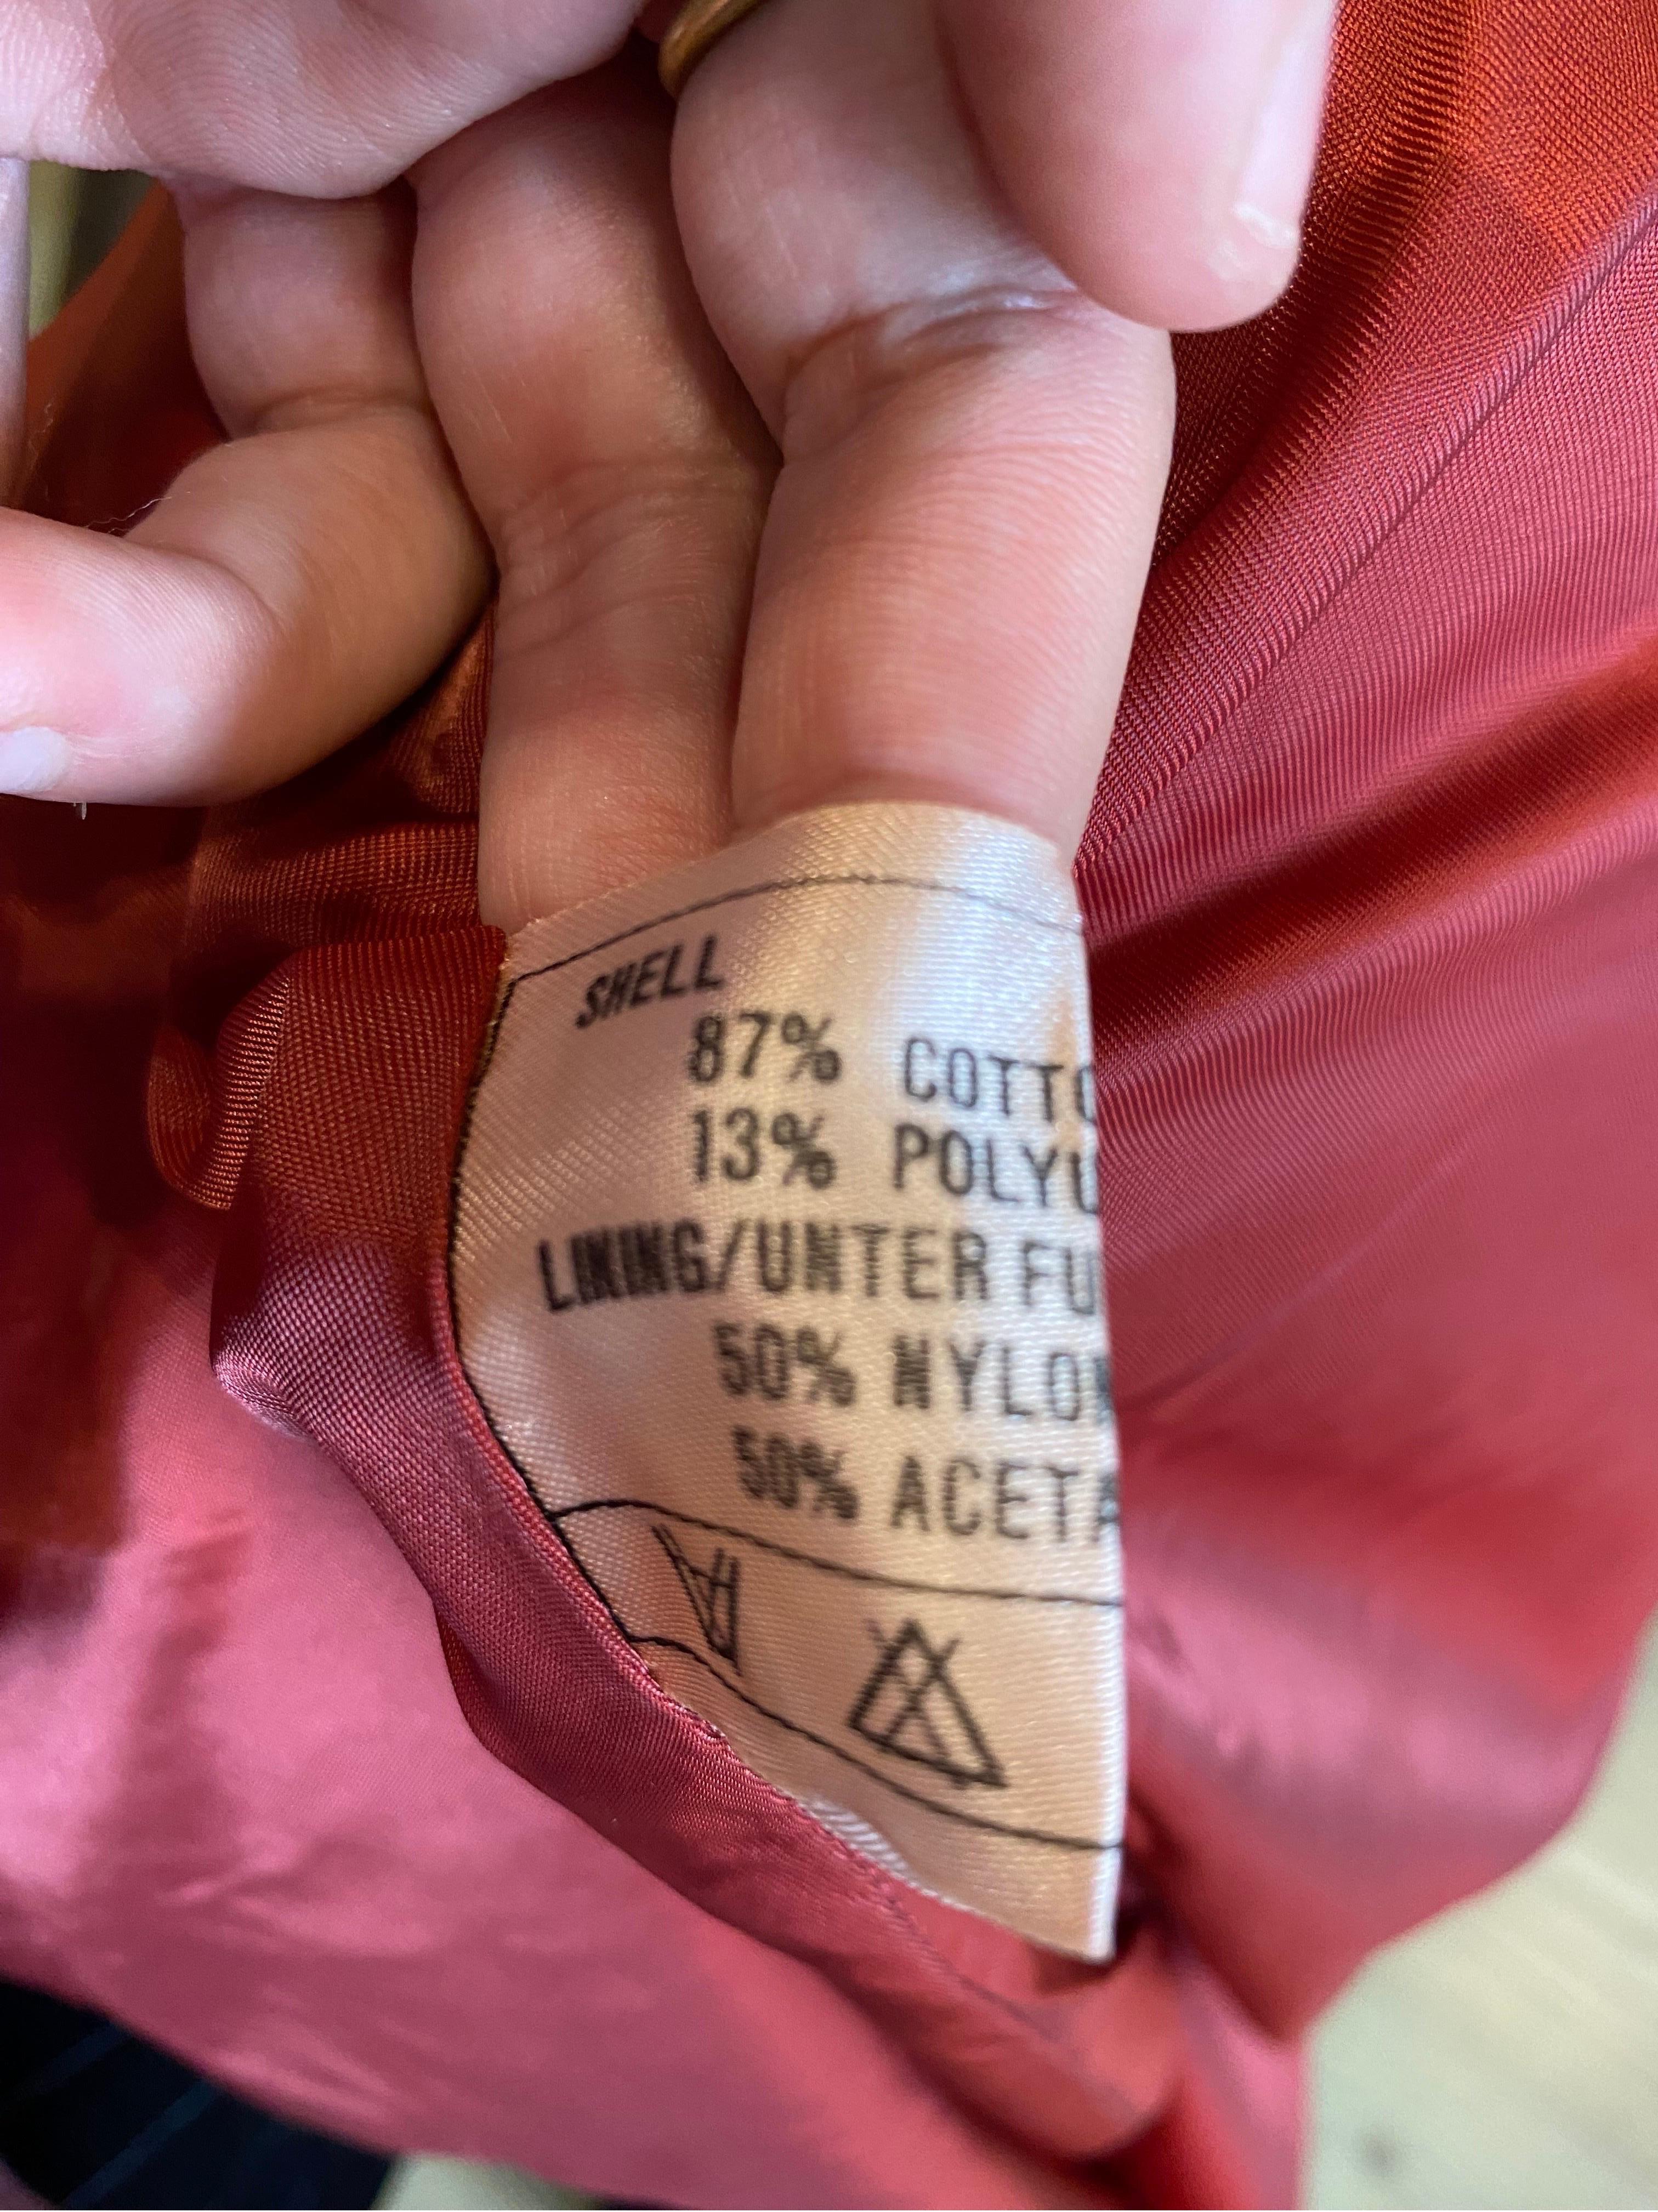 SHELL
87% COTTO
13% POLYU
LINING/UNTER FU
50% NYLON
50% ACETA